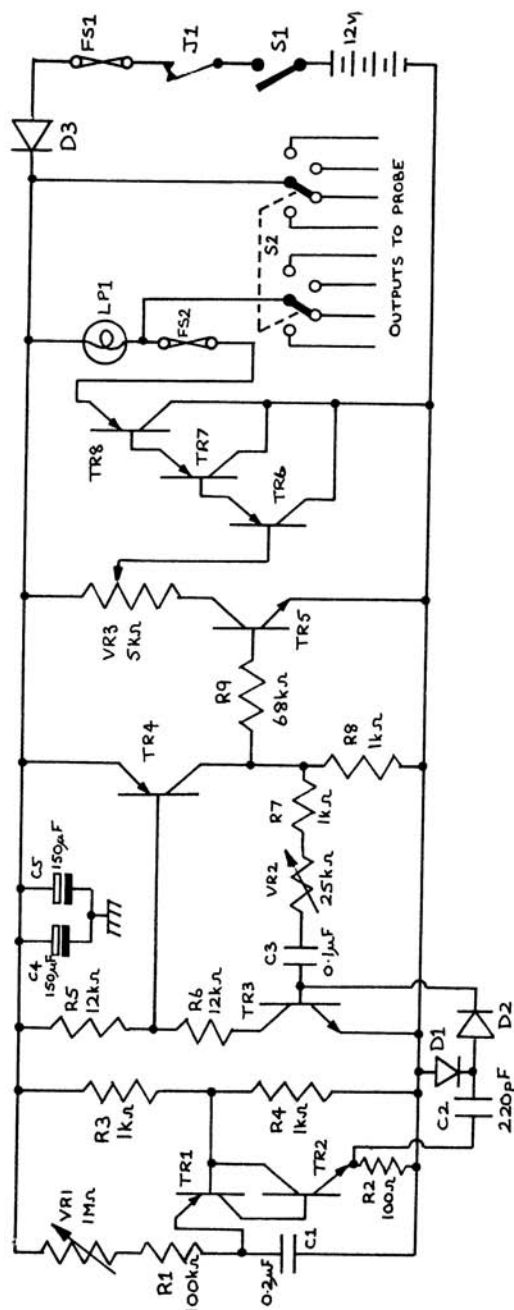 VR1
1MΩ
R1
100kΩ
0.2µF
C1
R3
1kΩ
TR1
R4
1kΩ
TR2
R2
100Ω
C2
220pF
D1
D2
R5
12kΩ
C4
150µF
C5
150µF
R6
12kΩ
TR3
C3
0.1µF
VR2
25kΩ
R7
1kΩ
R8
1kΩ
TR4
R9
68kΩ
VR3
5kΩ
TR5
TR6
TR7
TR8
LP1
FS2
S2
OUTPUTS TO PROBE
D3
FS1
J1
S1
12v